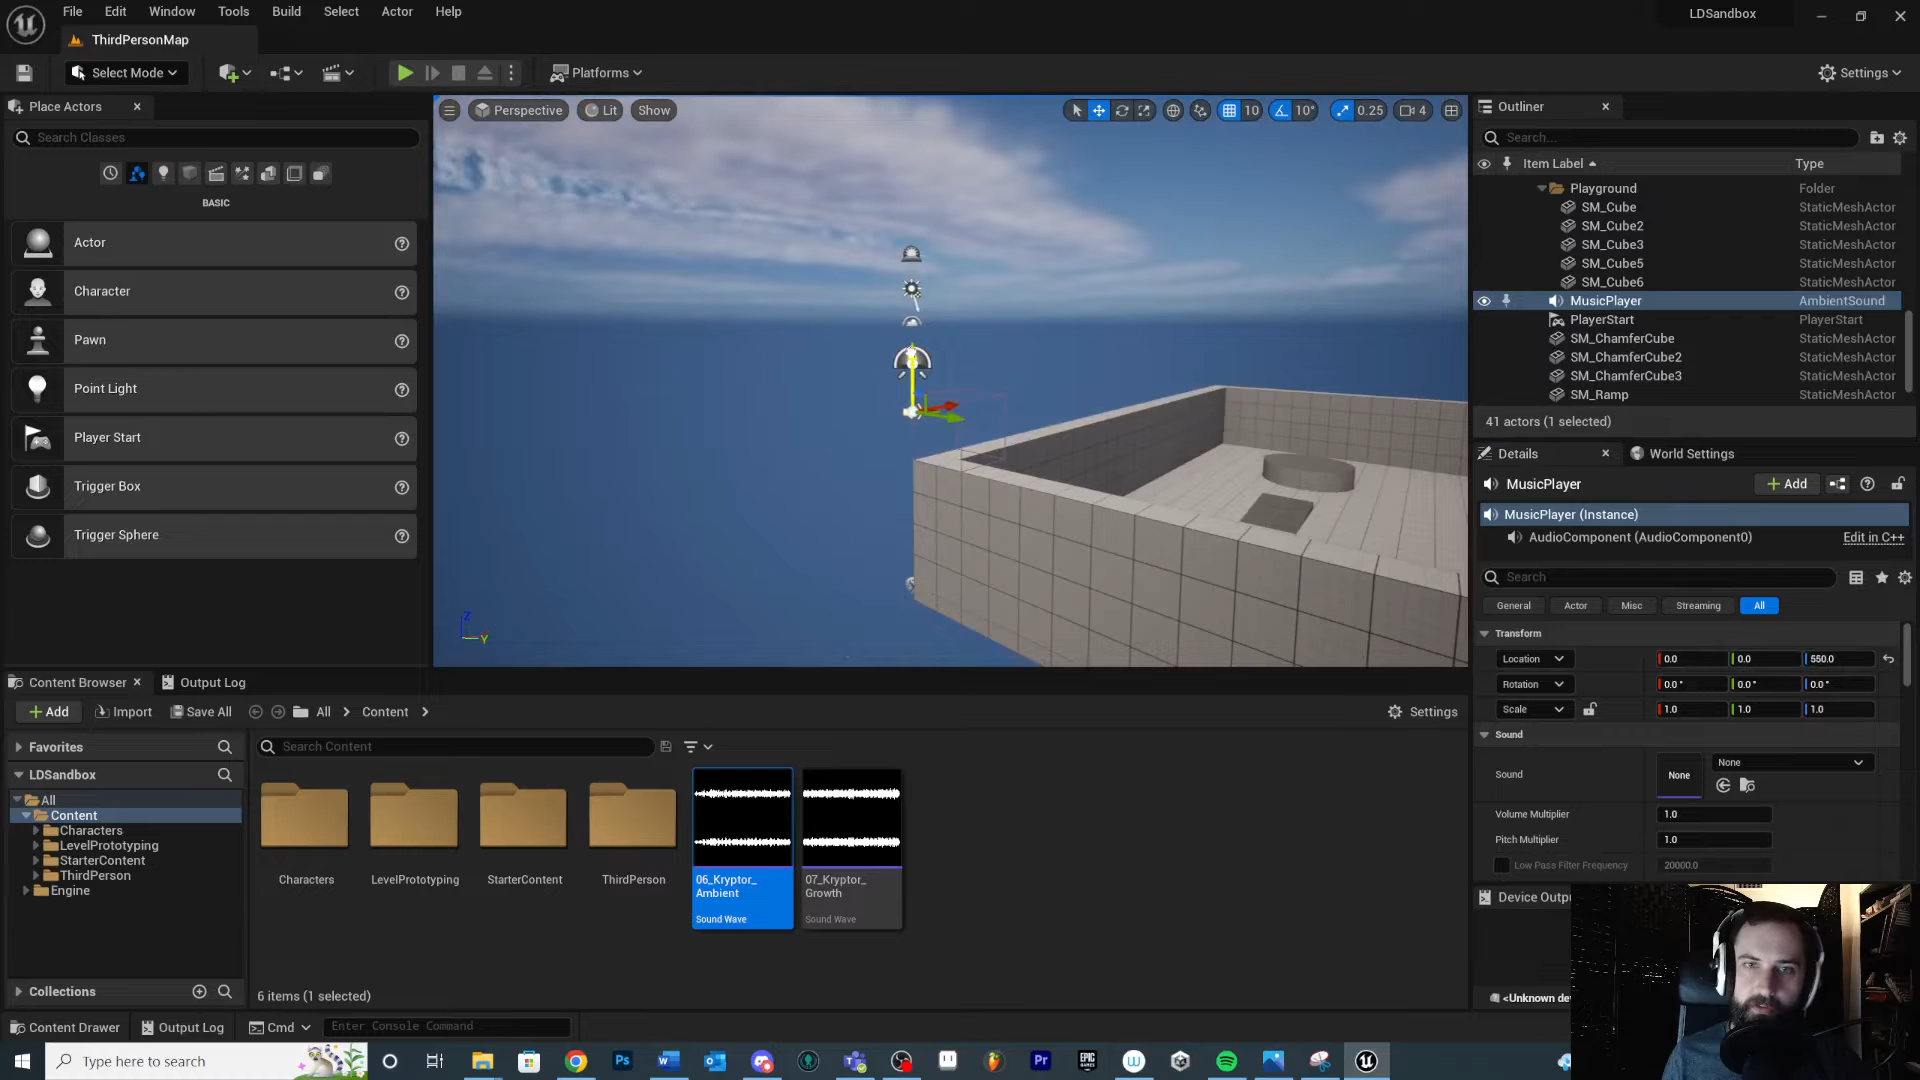 File Edit Window Tools Build Select Actor Help
LDSandbox
ThirdPersonMap
Select Mode
Platforms
Settings
Place Actors
Search Classes
BASIC
Actor
Character
Pawn
Point Light
Player Start
Trigger Box
Trigger Sphere
Perspective Lit Show
10 10° 0.25 4
Z
Y
Outliner
Search...
Item Label Type
Playground Folder
SM_Cube StaticMeshActor
SM_Cube2 StaticMeshActor
SM_Cube3 StaticMeshActor
SM_Cube5 StaticMeshActor
SM_Cube6 StaticMeshActor
MusicPlayer AmbientSound
PlayerStart PlayerStart
SM_ChamferCube StaticMeshActor
SM_ChamferCube2 StaticMeshActor
SM_ChamferCube3 StaticMeshActor
SM_Ramp StaticMeshActor
41 actors (1 selected)
Details World Settings
MusicPlayer Add
MusicPlayer (Instance)
AudioComponent (AudioComponent0) Edit in C++
Search
General Actor Misc Streaming All
Transform
Location 0.0 0.0 550.0
Rotation 0.0° 0.0° 0.0°
Scale 1.0 1.0 1.0
Sound
Sound None None
Volume Multiplier 1.0
Pitch Multiplier 1.0
Low Pass Filter Frequency 20000.0
Device Outpu
<Unknown de
Content Browser Output Log
Add Import Save All All Content Settings
Favorites
LDSandbox
All
Content
Characters
LevelPrototyping
StarterContent
ThirdPerson
Engine
Collections
Search Content
Characters
LevelPrototyping
StarterContent
ThirdPerson
06_Kryptor_
Ambient
Sound Wave
07_Kryptor_
Growth
Sound Wave
6 items (1 selected)
Content Drawer Output Log Cmd Enter Console Command
Type here to search
Ps
W
Pr
EPIC
GAMES